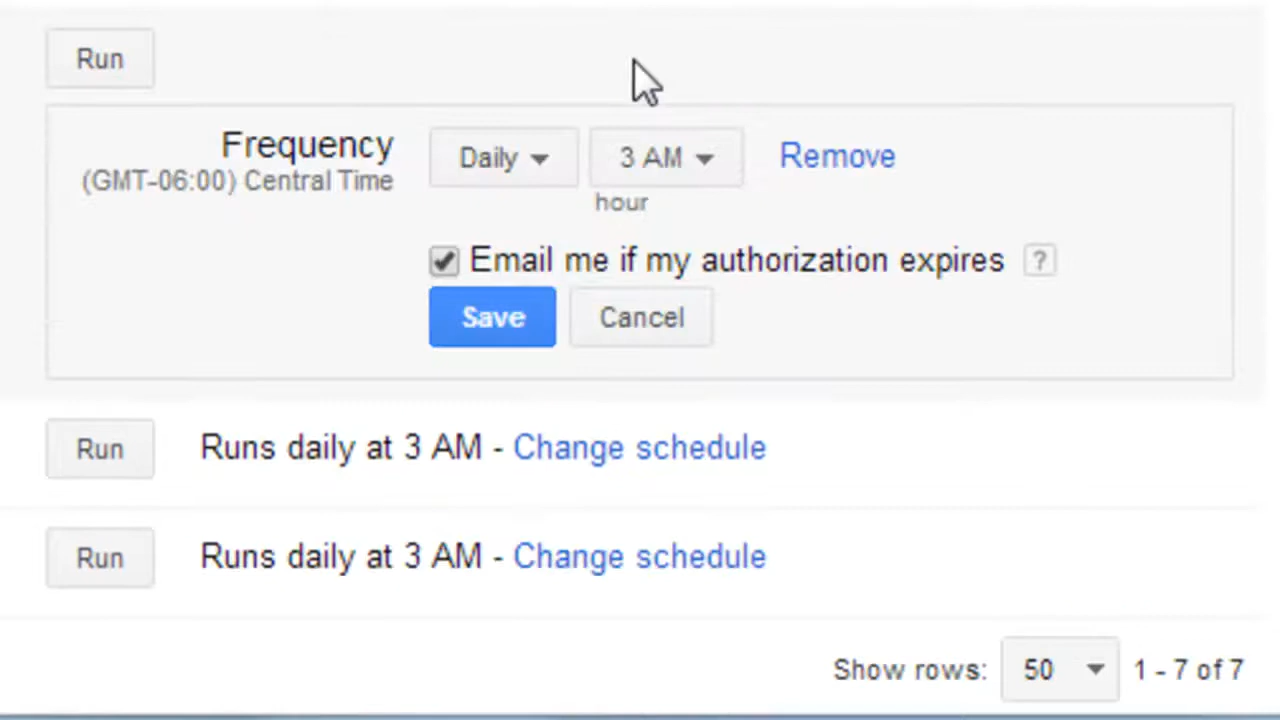 Run
Frequency
(GMT-06:00) Central Time
Daily
3 AM
Remove
hour
Email me if my authorization expires ?
Save
Cancel
Run
Runs daily at 3 AM - Change schedule
Run
Runs daily at 3 AM - Change schedule
Show rows: 50 1 - 7 of 7